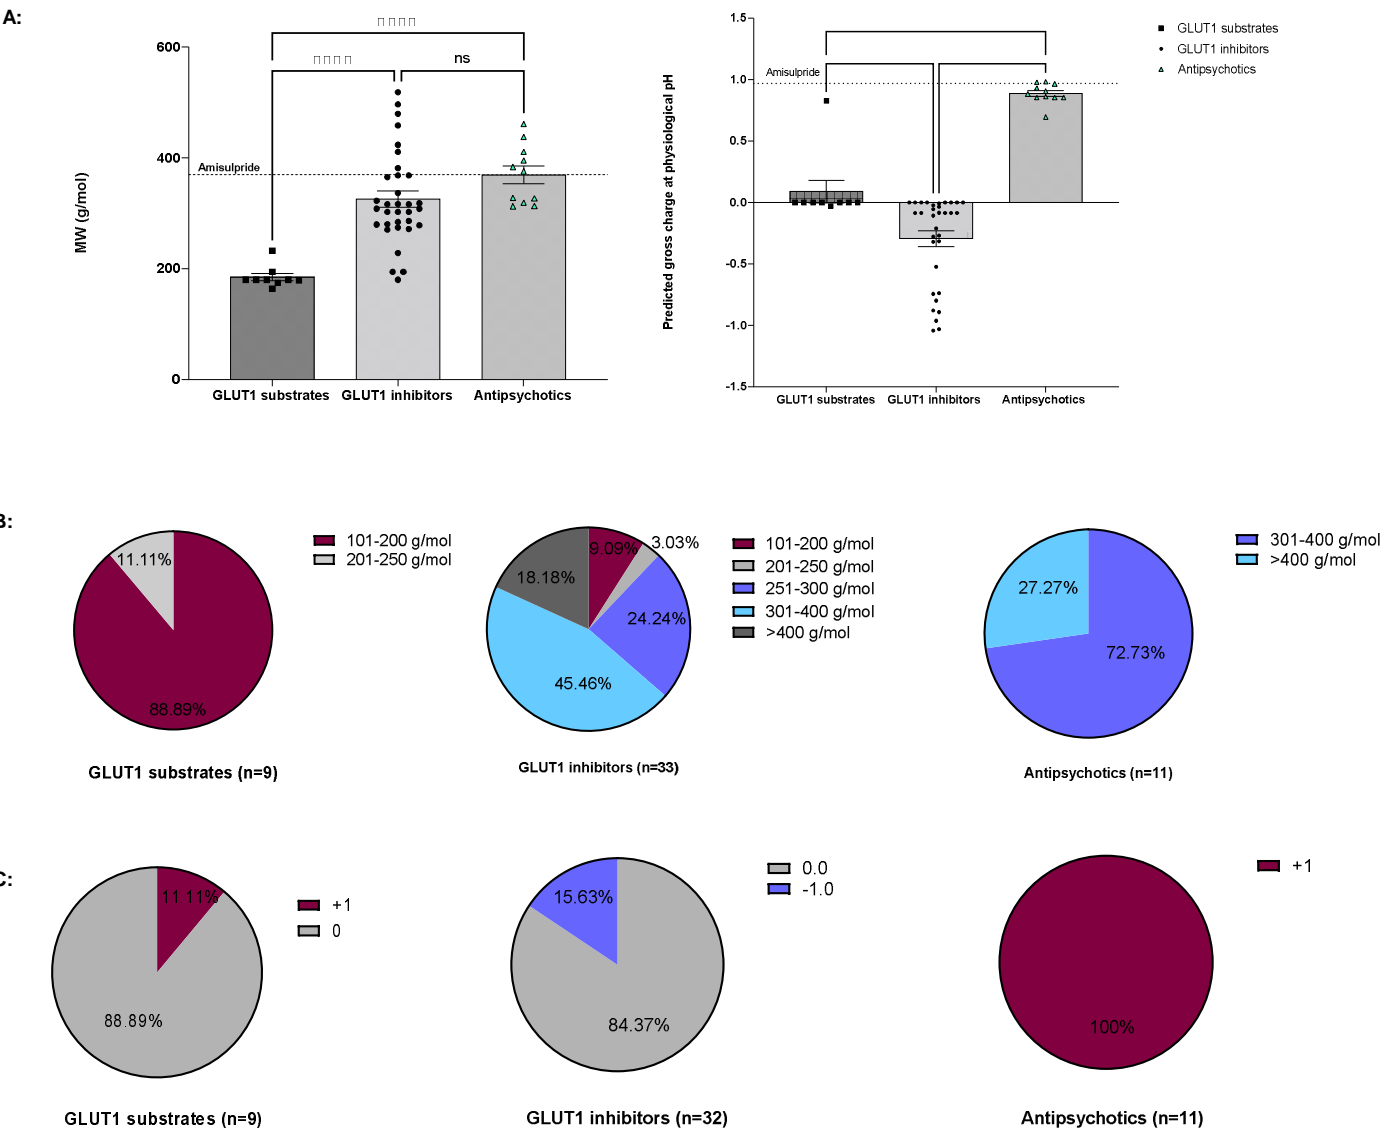 A:
600
400
200
0
MW (g/mol)
ns
Amisulpride
GLUT1 substrates
GLUT1 inhibitors
Antipsychotics
1.5
1.0
0.5
0.0
-0.5
-1.0
-1.5
Predicted gross charge at physiological pH
Amisulpride
GLUT1 substrates
GLUT1 inhibitors
Antipsychotics
GLUT1 substrates
GLUT1 inhibitors
Antipsychotics
B:
11.11%
88.89%
101-200 g/mol
201-250 g/mol
GLUT1 substrates (n=9)
9.09%
3.03%
18.18%
24.24%
45.46%
101-200 g/mol
201-250 g/mol
251-300 g/mol
301-400 g/mol
>400 g/mol
GLUT1 inhibitors (n=33)
27.27%
72.73%
301-400 g/mol
>400 g/mol
Antipsychotics (n=11)
C:
11.11%
88.89%
+1
0
GLUT1 substrates (n=9)
15.63%
84.37%
0.0
-1.0
GLUT1 inhibitors (n=32)
100%
+1
Antipsychotics (n=11)